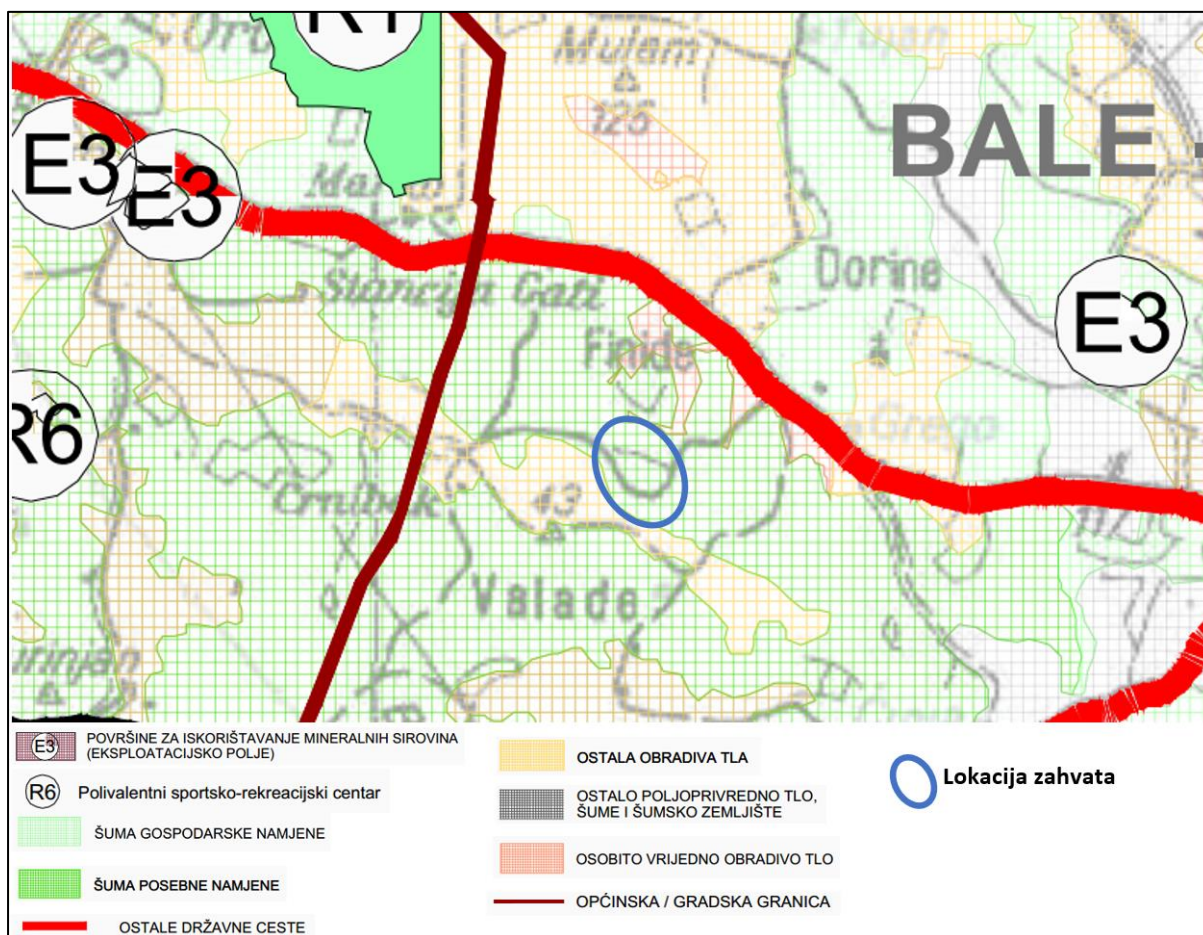 R1
Mulam
125
BALE -
E3
E3
Dorine
Stancija Gati
E3
Finide
R6
Crnibek
43
Valade
E3
POVRŠINE ZA ISKORIŠTAVANJE MINERALNIH SIROVINA
(EKSPLOATACIJSKO POLJE)
R6
Polivalentni sportsko-rekreacijski centar
ŠUMA GOSPODARSKE NAMJENE
ŠUMA POSEBNE NAMJENE
OSTALE DRŽAVNE CESTE
OSTALA OBRADIVA TLA
OSTALO POLJOPRIVREDNO TLO,
ŠUME I ŠUMSKO ZEMLJIŠTE
OSOBITO VRIJEDNO OBRADIVO TLO
OPĆINSKA / GRADSKA GRANICA
Lokacija zahvata